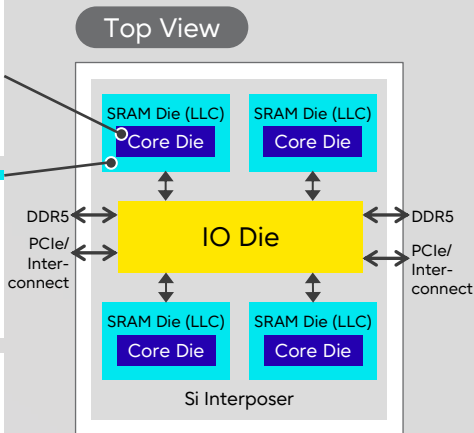 Top View
SRAM Die (LLC)
Core Die
SRAM Die (LLC)
Core Die
DDR5
PCIe/
Inter-
connect
IO Die
DDR5
PCIe/
Inter-
connect
SRAM Die (LLC)
Core Die
SRAM Die (LLC)
Core Die
Si Interposer